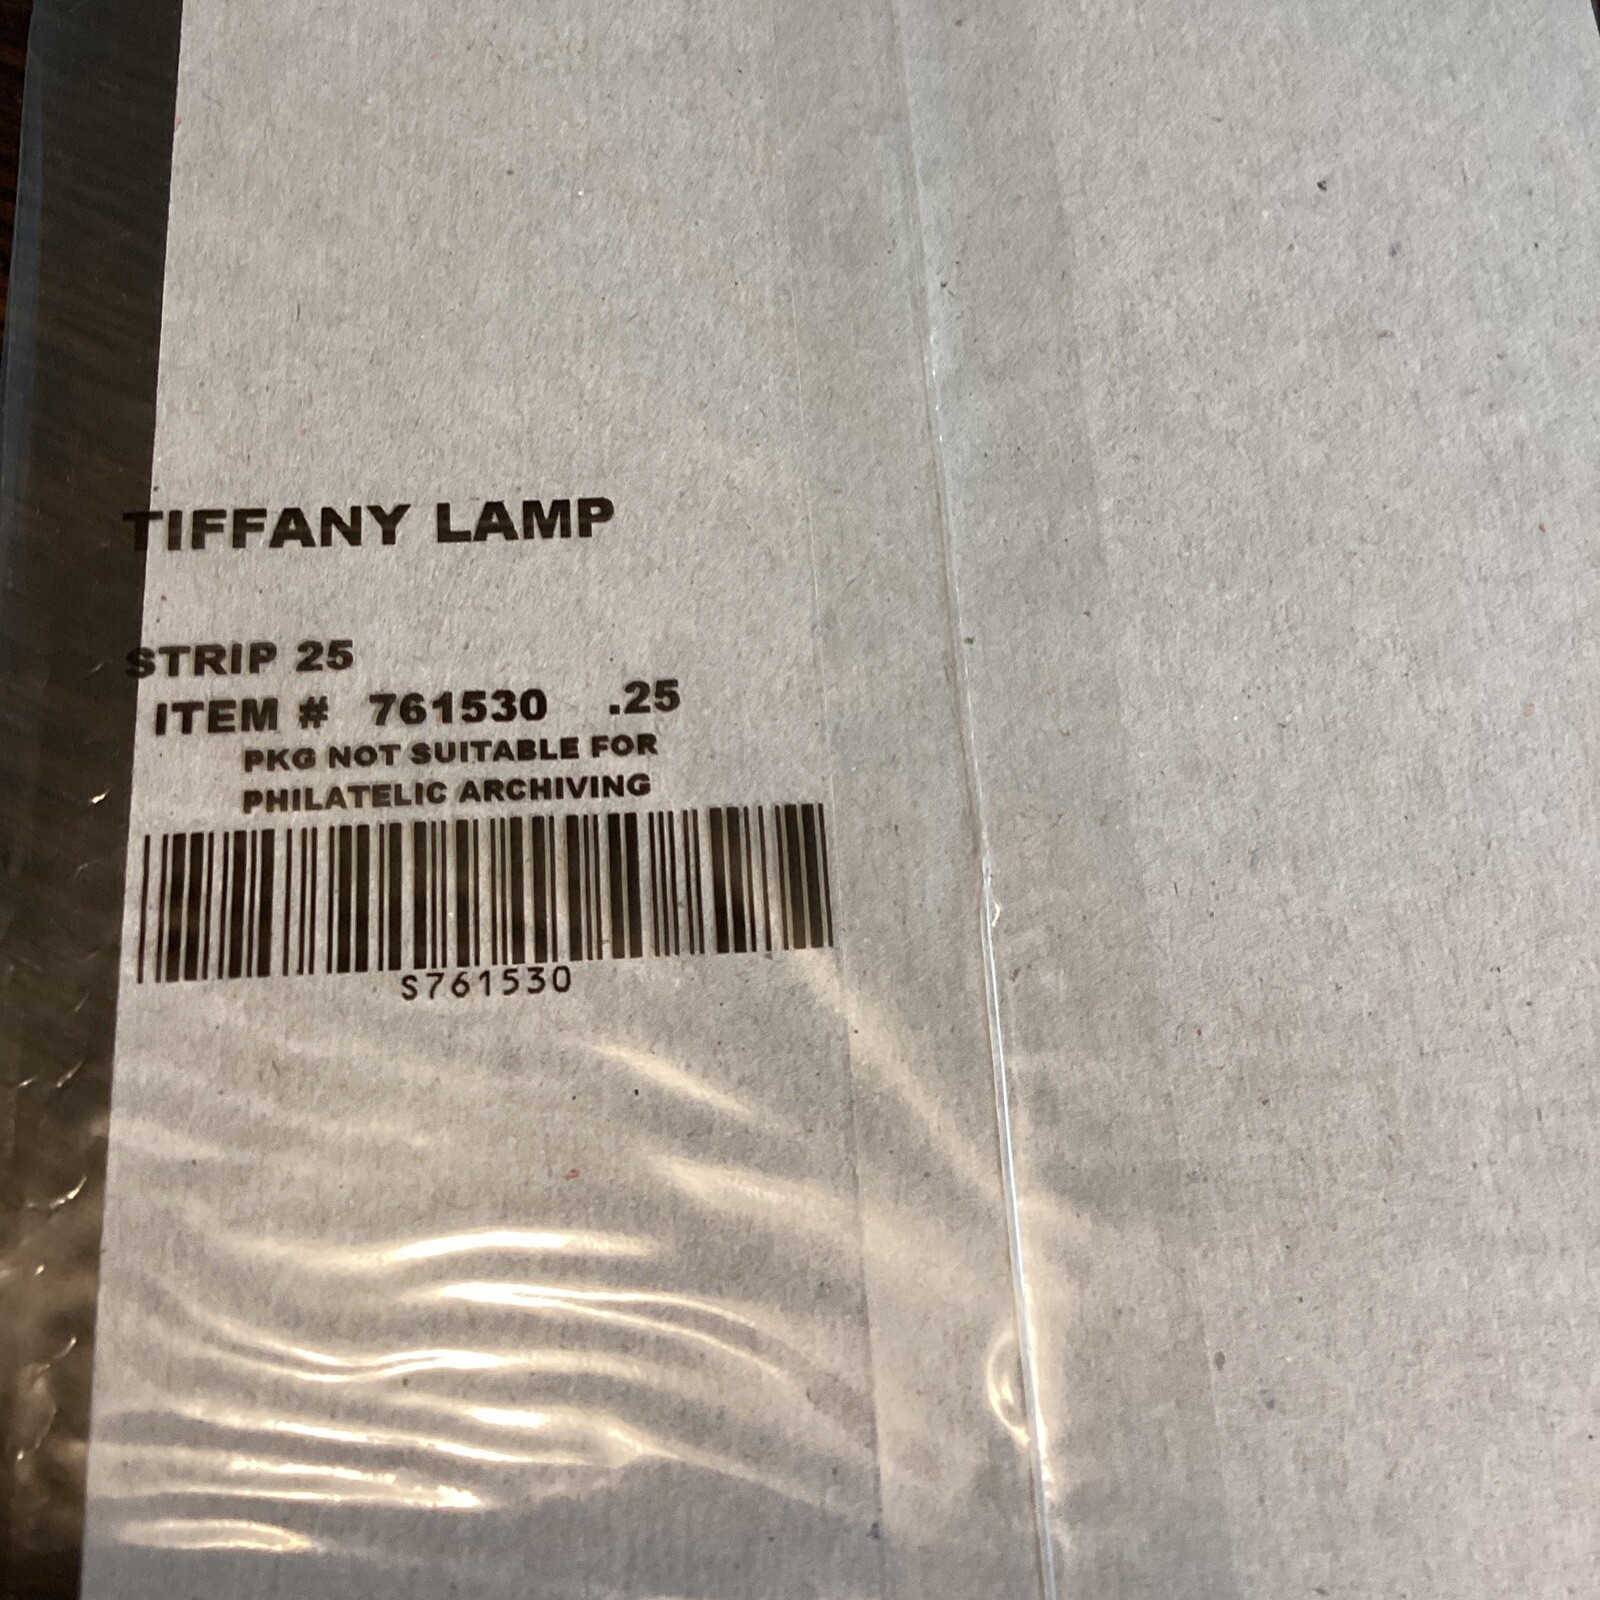 TIFFANY LAMP
STRIP 25
ITEM # 761530 .25
PKG NOT SUITABLE FOR
PHILATELIC ARCHIVING
S761530